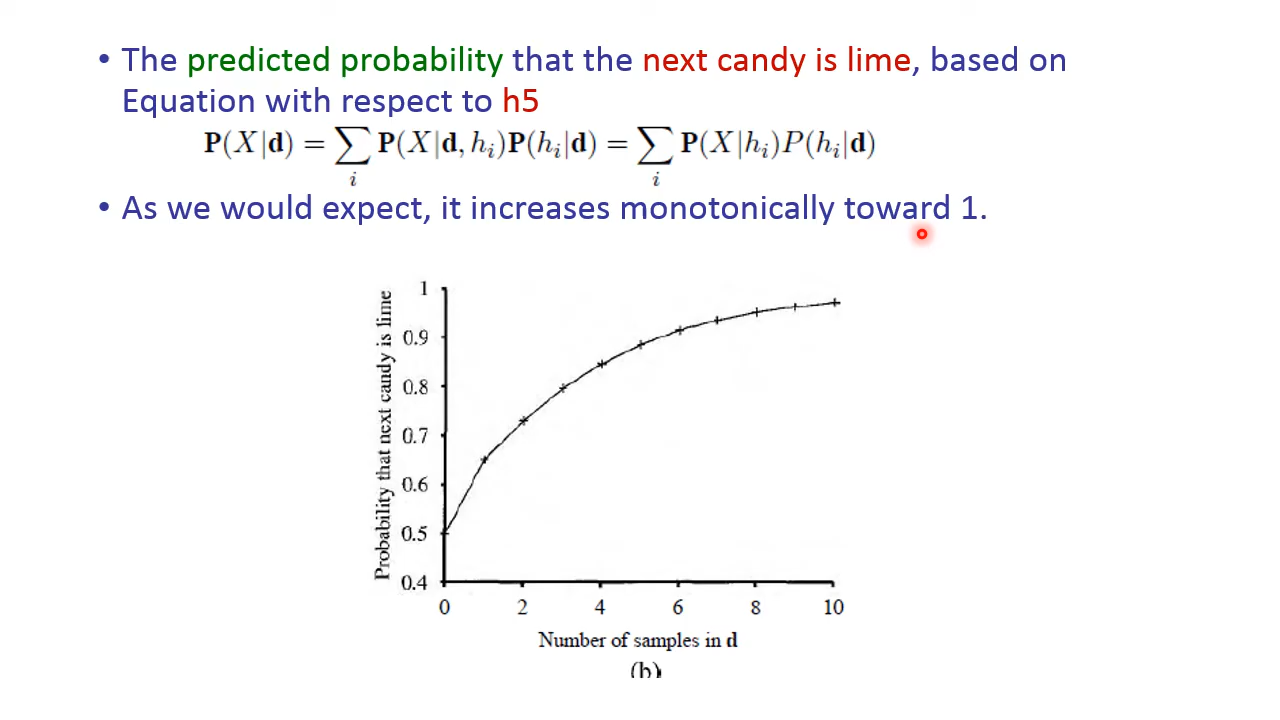 • The predicted probability that the next candy is lime, based on
Equation with respect to h5
P(X|d) = ∑ P(X|d, hᵢ)P(hᵢ|d) = ∑ P(X|hᵢ)P(hᵢ|d)
i i
• As we would expect, it increases monotonically toward 1.
Probability that next candy is lime
1
0.9
0.8
0.7
0.6
0.5
0.4
0 2 4 6 8 10
Number of samples in d
(b)